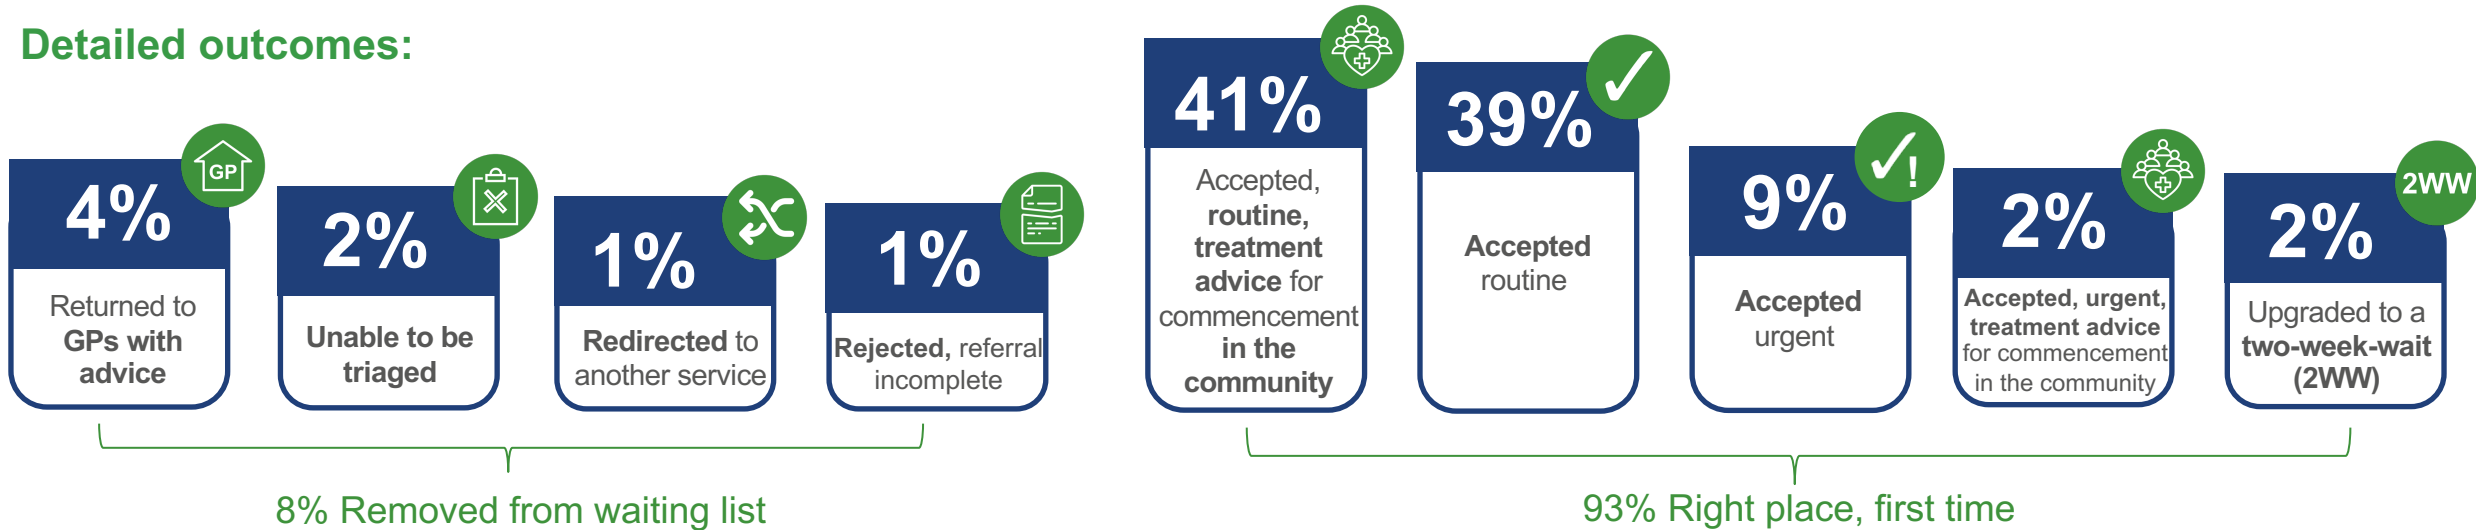 Detailed outcomes:
4%
GP
Returned to
GPs with
advice
2%
Unable to be
triaged
1%
Redirected to
another service
1%
Rejected, referral
incomplete
8% Removed from waiting list
41%
Accepted,
routine,
treatment
advice for
commencement
in the
community
39%
Accepted
routine
9%
Accepted
urgent
2%
Accepted, urgent,
treatment advice
for commencement
in the community
2%
2WW
Upgraded to a
two-week-wait
(2WW)
93% Right place, first time